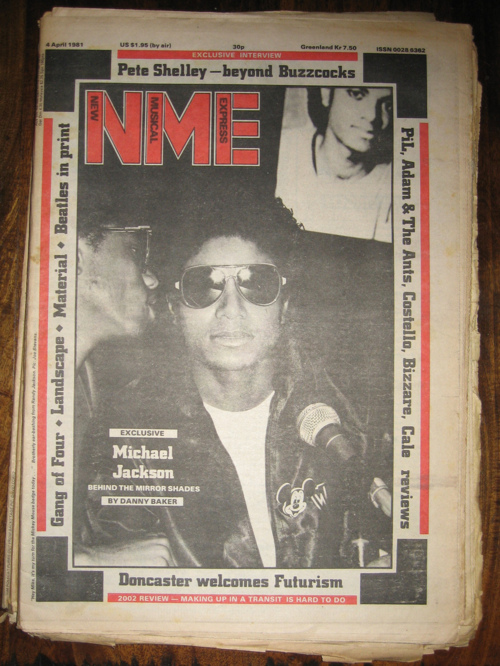 4 April 1981 US $1.95 (by air) 30p Greenland Kr 7.50 ISSN 0028 6362
EXCLUSIVE INTERVIEW
Pete Shelley — beyond Buzzcocks
NME
NEW MUSICAL EXPRESS
Gang of Four ◆ Landscape ◆ Material ◆ Beatles in print
PiL, Adam & The Ants, Costello, Bizzare, Cale reviews
EXCLUSIVE
Michael
Jackson
BEHIND THE MIRROR SHADES
BY DANNY BAKER
Doncaster welcomes Futurism
2002 REVIEW — MAKING UP IN A TRANSIT IS HARD TO DO